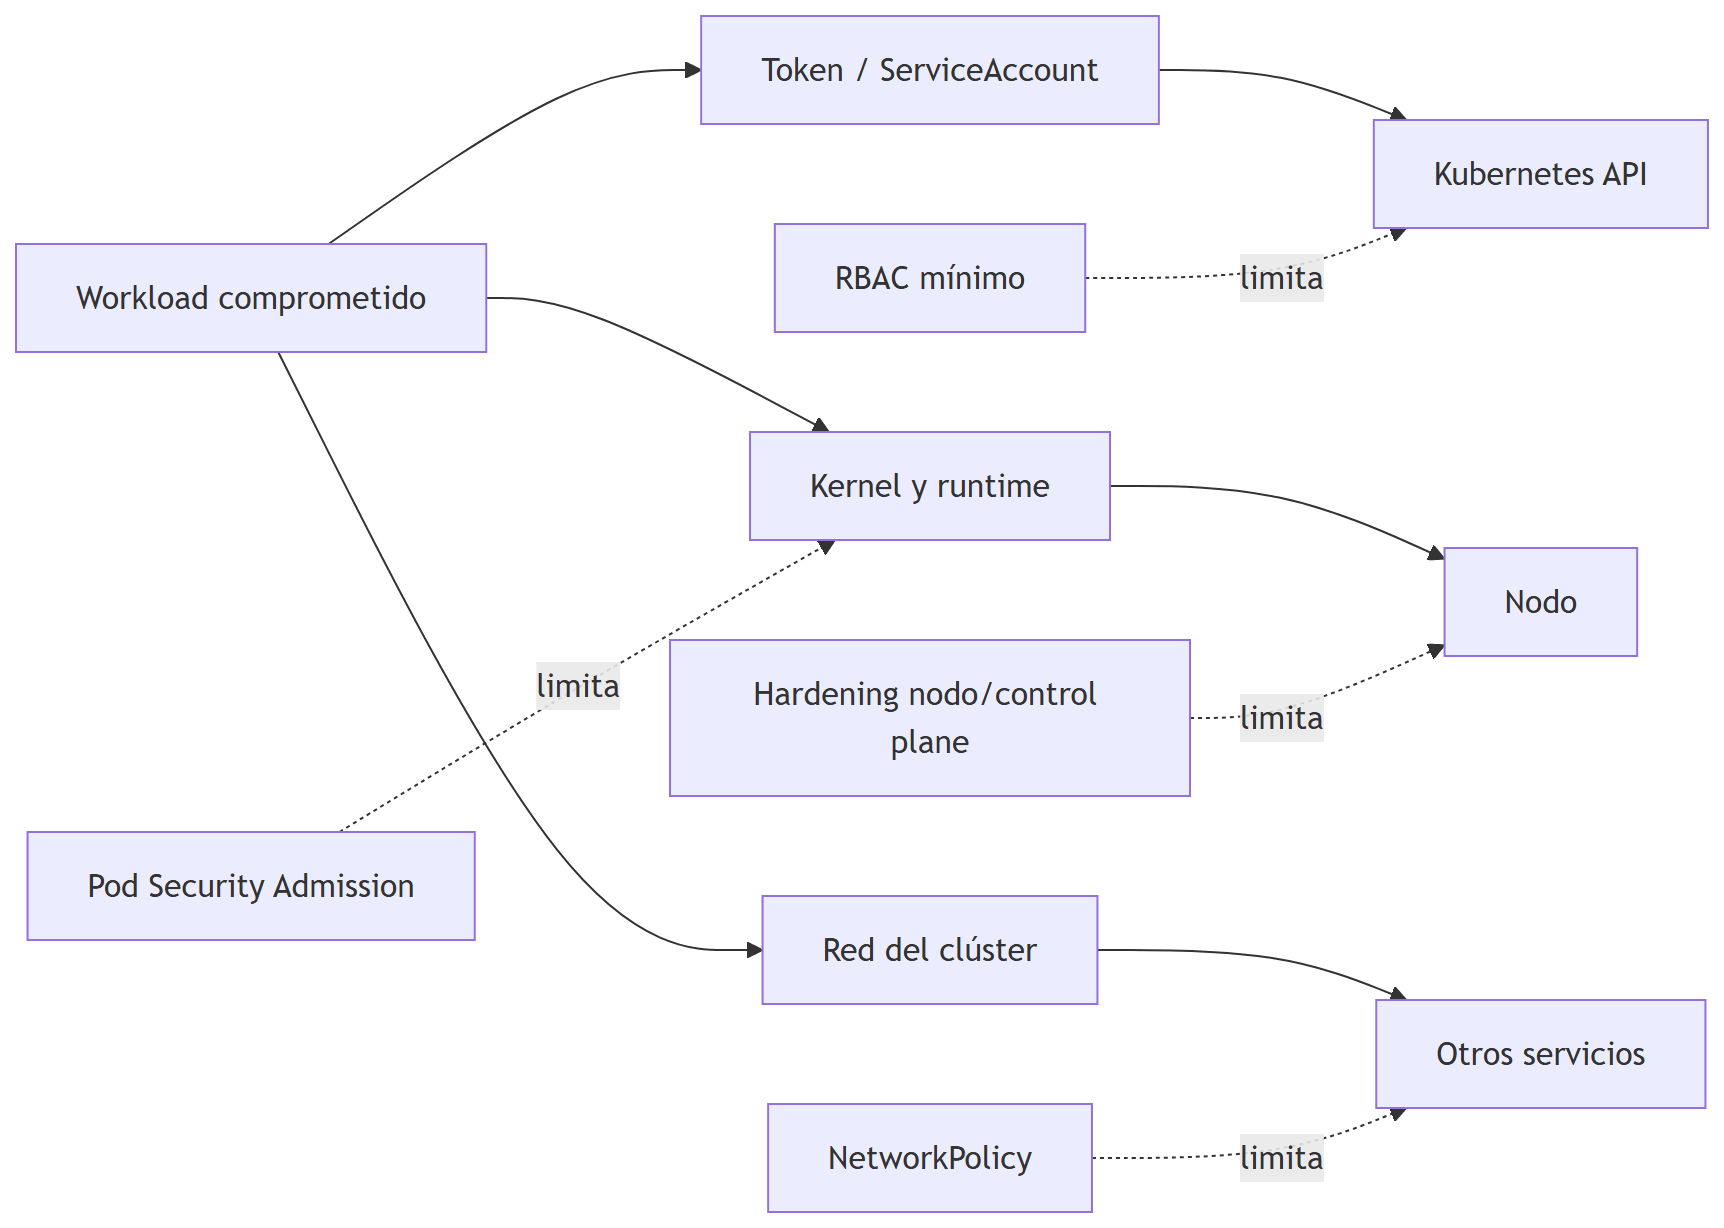 Token / ServiceAccount
Kubernetes API
RBAC mínimo
limita
Workload comprometido
Kernel y runtime
Nodo
limita
Hardening nodo/control
plane
limita
Pod Security Admission
Red del clúster
Otros servicios
NetworkPolicy
limita